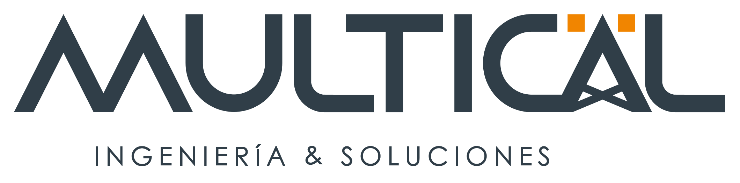 MULTICÄL
INGENIERÍA & SOLUCIONES